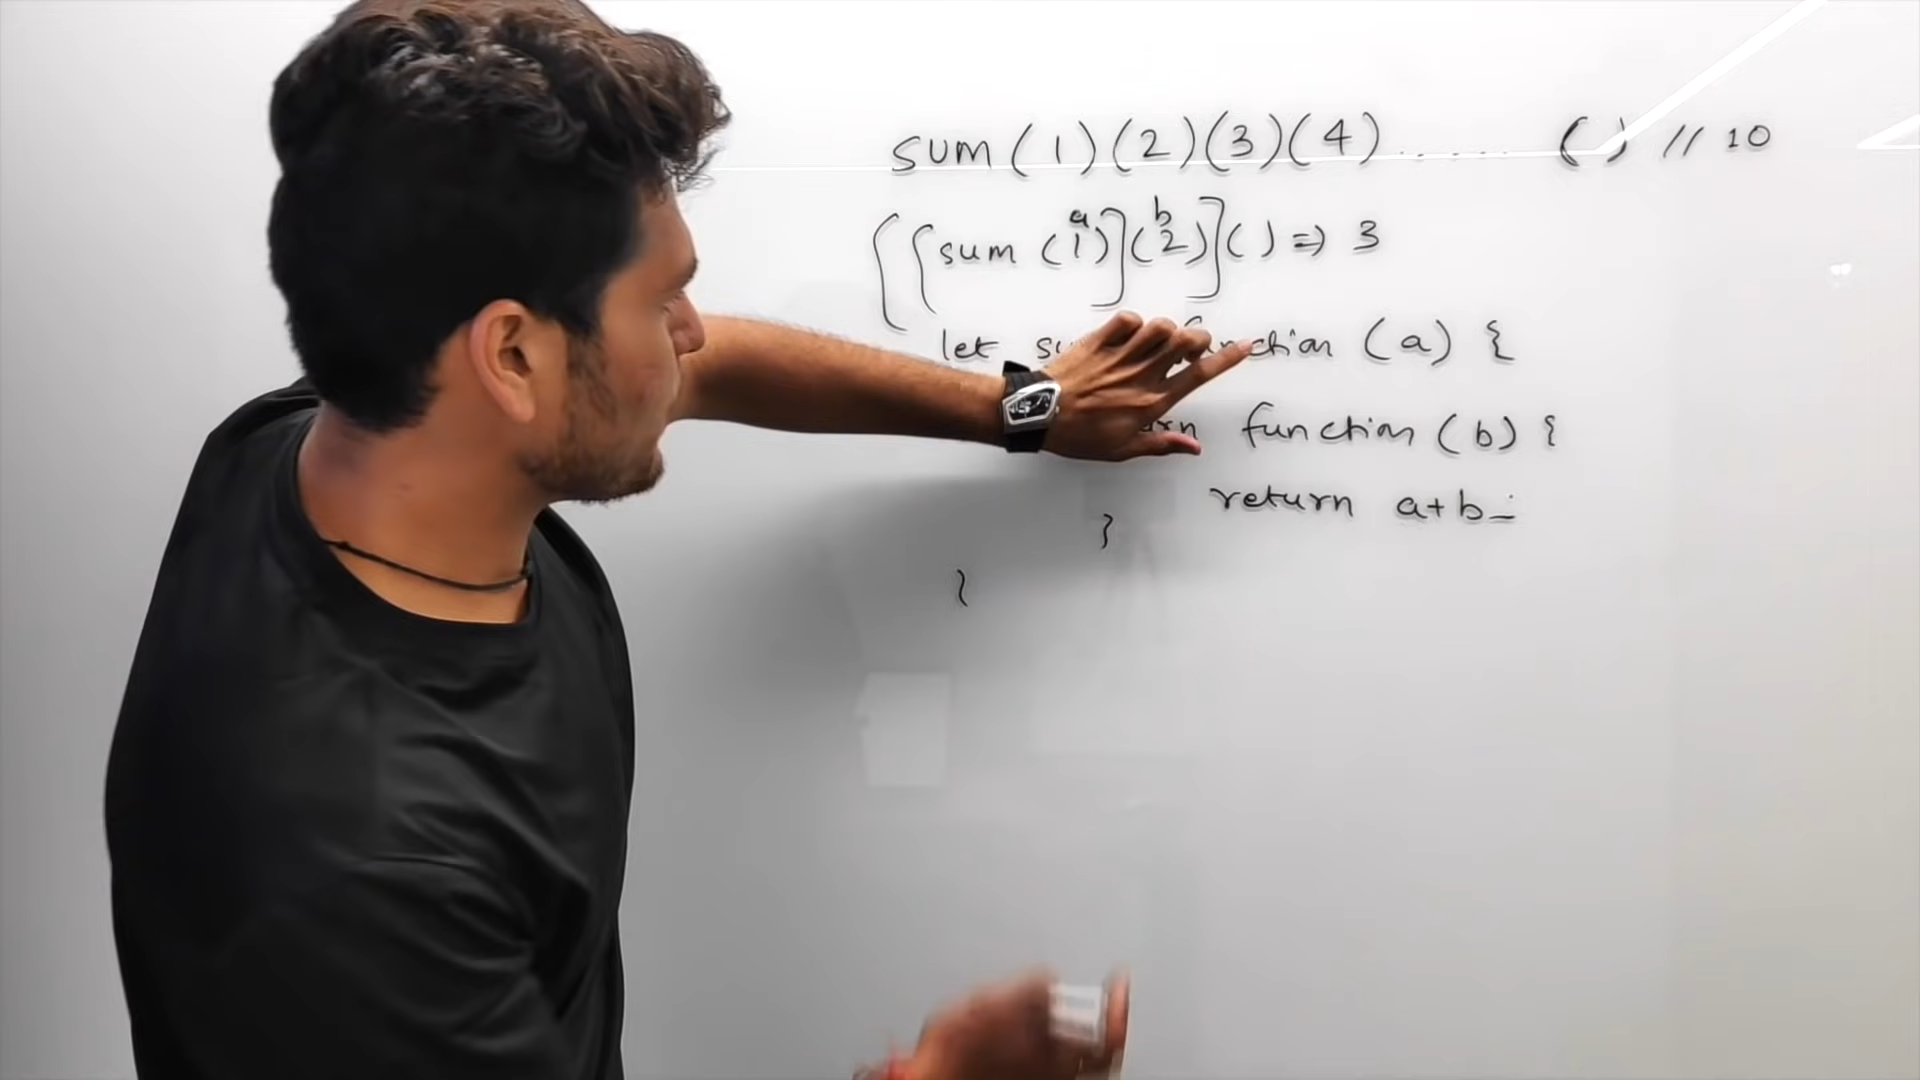 sum(1)(2)(3)(4)...... () // 10
a b
[[sum (1)](2)]() => 3
let function (a) {
function (b) {
return a+b;
}
}